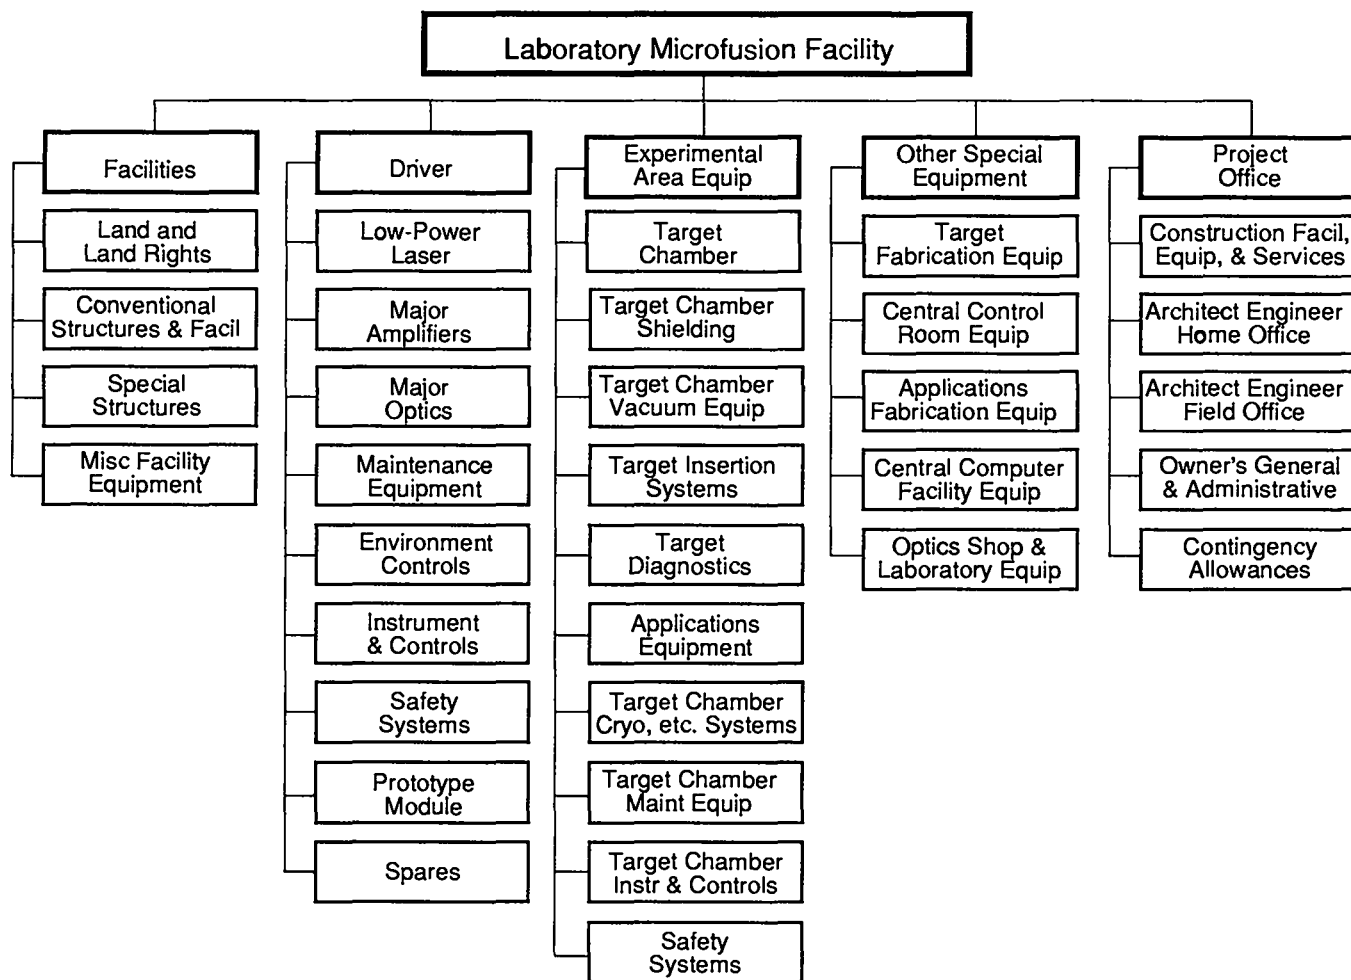 Laboratory Microfusion Facility
Facilities
Land and
Land Rights
Conventional
Structures & Facil
Special
Structures
Misc Facility
Equipment
Driver
Low-Power
Laser
Major
Amplifiers
Major
Optics
Maintenance
Equipment
Environment
Controls
Instrument
& Controls
Safety
Systems
Prototype
Module
Spares
Experimental
Area Equip
Target
Chamber
Target Chamber
Shielding
Target Chamber
Vacuum Equip
Target Insertion
Systems
Target
Diagnostics
Applications
Equipment
Target Chamber
Cryo, etc. Systems
Target Chamber
Maint Equip
Target Chamber
Instr & Controls
Safety
Systems
Other Special
Equipment
Target
Fabrication Equip
Central Control
Room Equip
Applications
Fabrication Equip
Central Computer
Facility Equip
Optics Shop &
Laboratory Equip
Project
Office
Construction Facil,
Equip, & Services
Architect Engineer
Home Office
Architect Engineer
Field Office
Owner's General
& Administrative
Contingency
Allowances